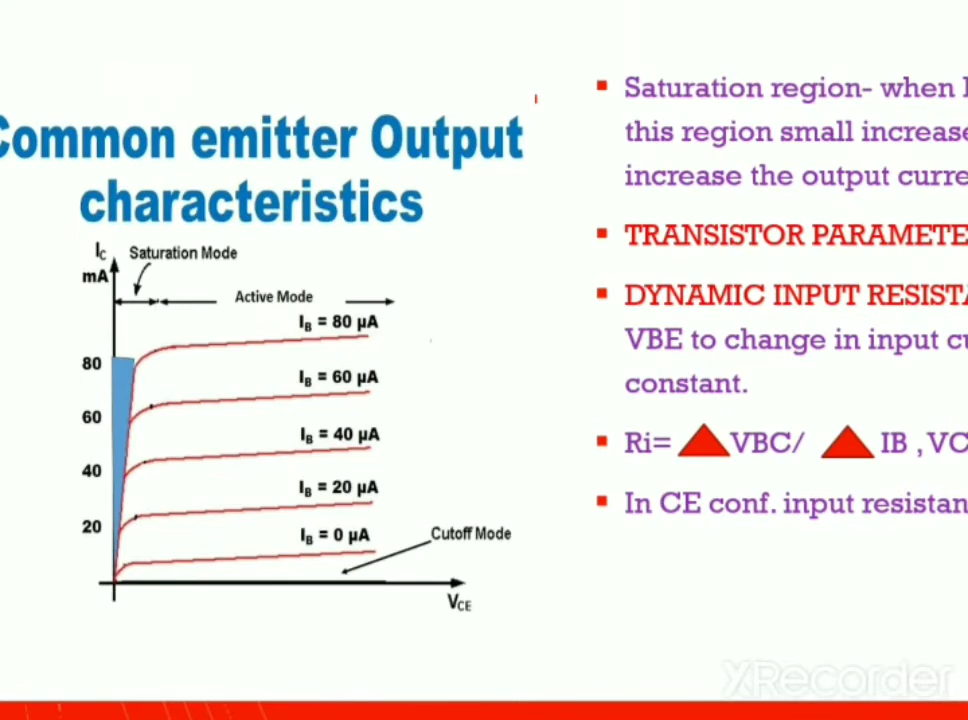 Common emitter Output
characteristics
IC
mA
Saturation Mode
Active Mode
IB = 80 µA
80
IB = 60 µA
60
IB = 40 µA
40
IB = 20 µA
20
IB = 0 µA
Cutoff Mode
VCE
Saturation region- when
this region small increase
increase the output curre
TRANSISTOR PARAMETE
DYNAMIC INPUT RESISTA
VBE to change in input cu
constant.
Ri= VBC/ IB , VC
In CE conf. input resistan
XRecorder